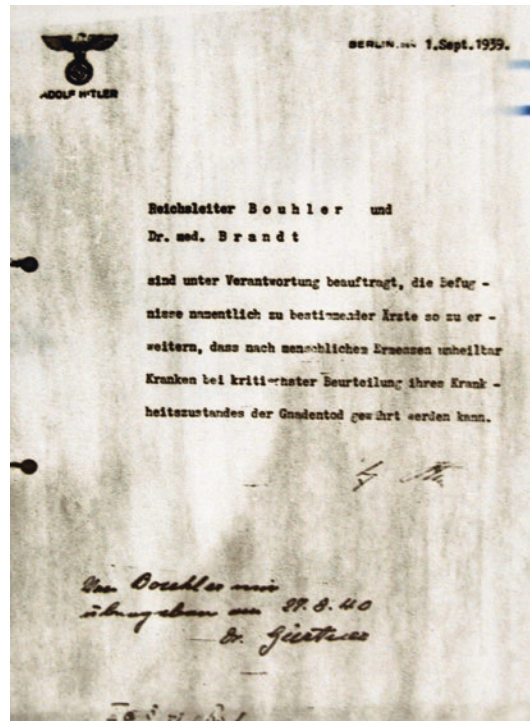 ADOLF HITLER
BERLIN, 1.Sept.1939.
Reichsleiter B o u h l e r und
Dr. med. B r a n d t
sind unter Verantwortung beauftragt, die Befug -
nisse namentlich zu bestimmender Ärzte so zu er -
weitern, dass nach menschlichem Ermessen unheilbar
Kranken bei kritischster Beurteilung ihres Krank -
heitszustandes der Gnadentod gewährt werden kann.
Von Bouhler mir
übergeben am 27.8.40
Dr. Gürtner